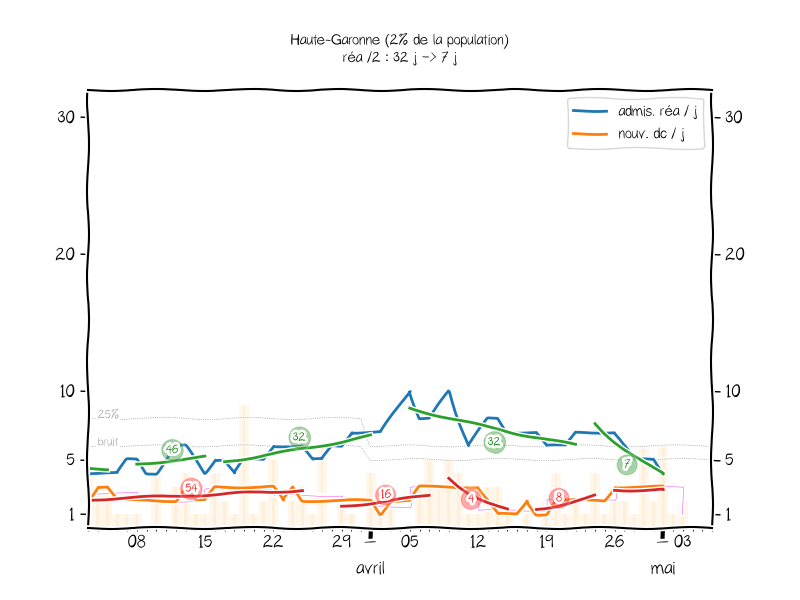 Haute-Garonne (2% de la population)
réa /2 : 32 j -> 7 j
admis. réa / j
nouv. dc / j
30
30
20
20
10
10
25%
bruit
5
5
1
1
46
32
32
7
54
16
4
8
08 15 22 29 1 05 12 19 26 1 03
avril mai